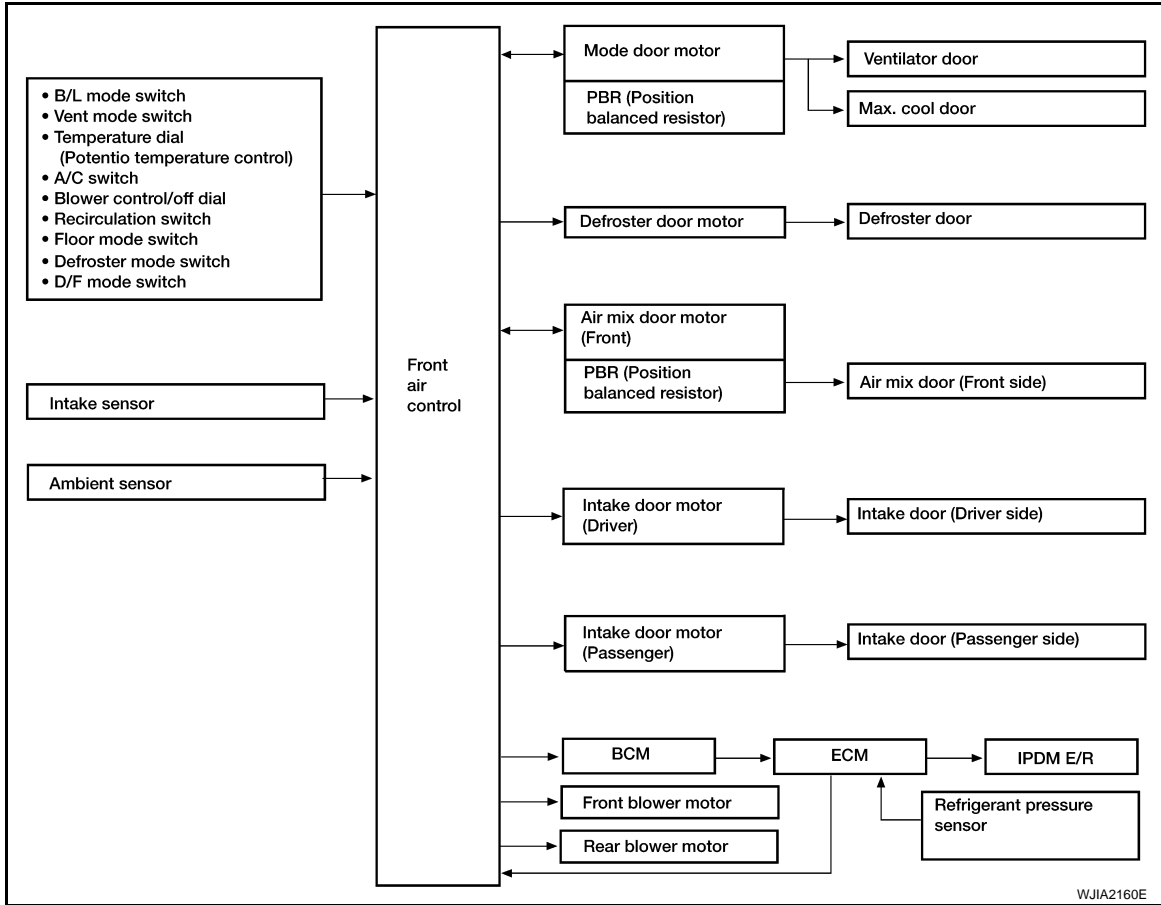 • B/L mode switch
• Vent mode switch
• Temperature dial
(Potentio temperature control)
• A/C switch
• Blower control/off dial
• Recirculation switch
• Floor mode switch
• Defroster mode switch
• D/F mode switch
Intake sensor
Ambient sensor
Front
air
control
Mode door motor
PBR (Position
balanced resistor)
Ventilator door
Max. cool door
Defroster door motor
Defroster door
Air mix door motor
(Front)
PBR (Position
balanced resistor)
Air mix door (Front side)
Intake door motor
(Driver)
Intake door (Driver side)
Intake door motor
(Passenger)
Intake door (Passenger side)
BCM
ECM
IPDM E/R
Front blower motor
Refrigerant pressure
sensor
Rear blower motor
WJIA2160E